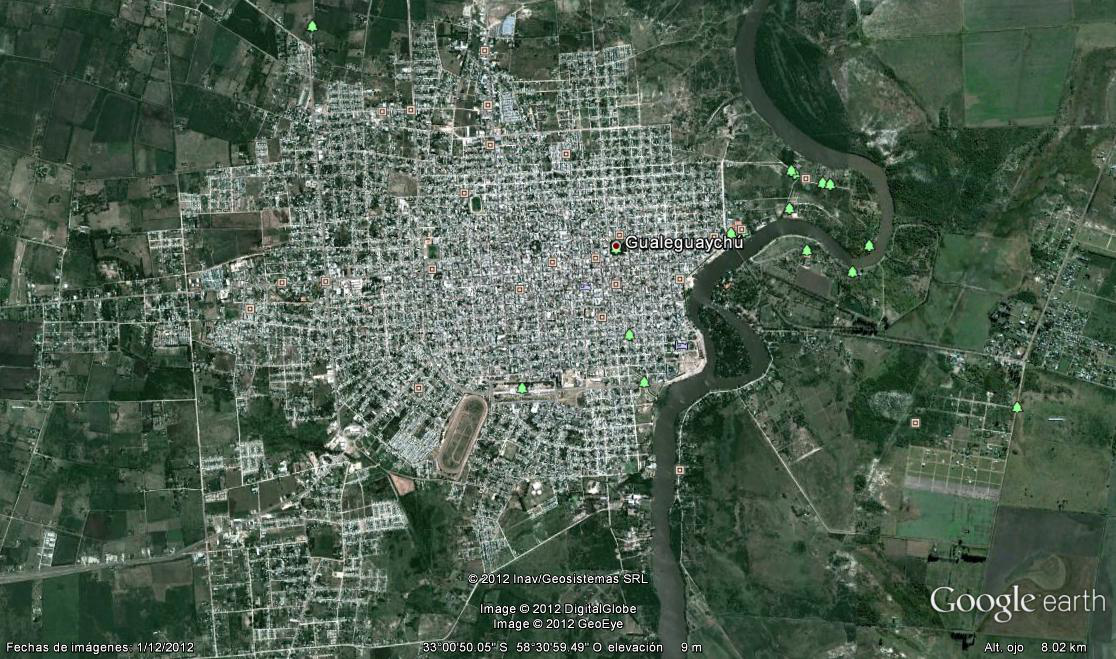 Gualeguaychú
© 2012 Inav/Geosistemas SRL
Image © 2012 DigitalGlobe
Image © 2012 GeoEye
Google earth
Fechas de imágenes: 1/12/2012 33°00'50.05" S 58°30'59.49" O elevación 9 m Alt. ojo 8.02 km